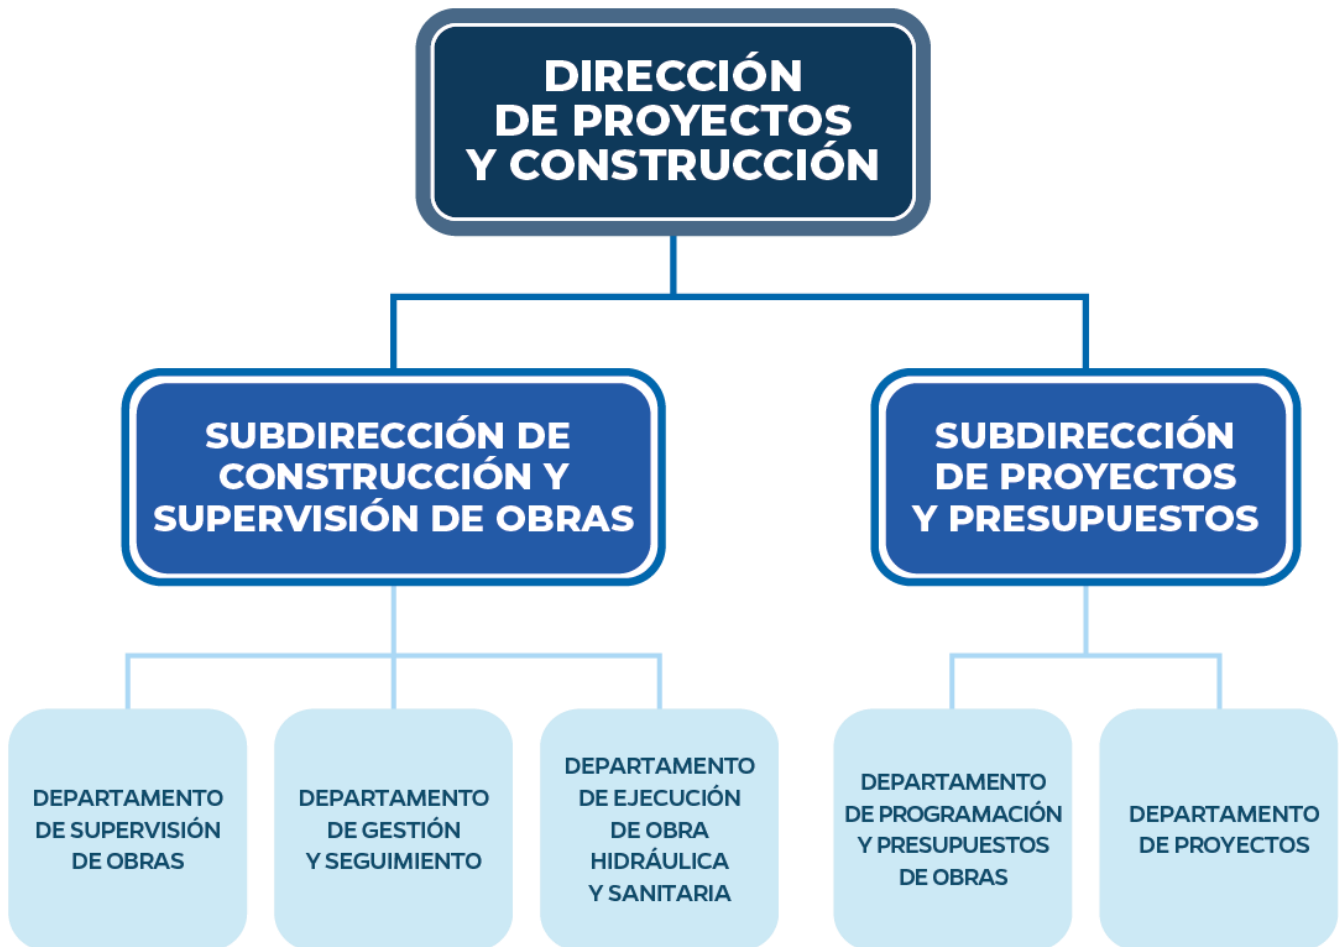 DIRECCIÓN
DE PROYECTOS
Y CONSTRUCCIÓN
SUBDIRECCIÓN DE
CONSTRUCCIÓN Y
SUPERVISIÓN DE OBRAS
SUBDIRECCIÓN
DE PROYECTOS
Y PRESUPUESTOS
DEPARTAMENTO
DE SUPERVISIÓN
DE OBRAS
DEPARTAMENTO
DE GESTIÓN
Y SEGUIMIENTO
DEPARTAMENTO
DE EJECUCIÓN
DE OBRA
HIDRÁULICA
Y SANITARIA
DEPARTAMENTO
DE PROGRAMACIÓN
Y PRESUPUESTOS
DE OBRAS
DEPARTAMENTO
DE PROYECTOS